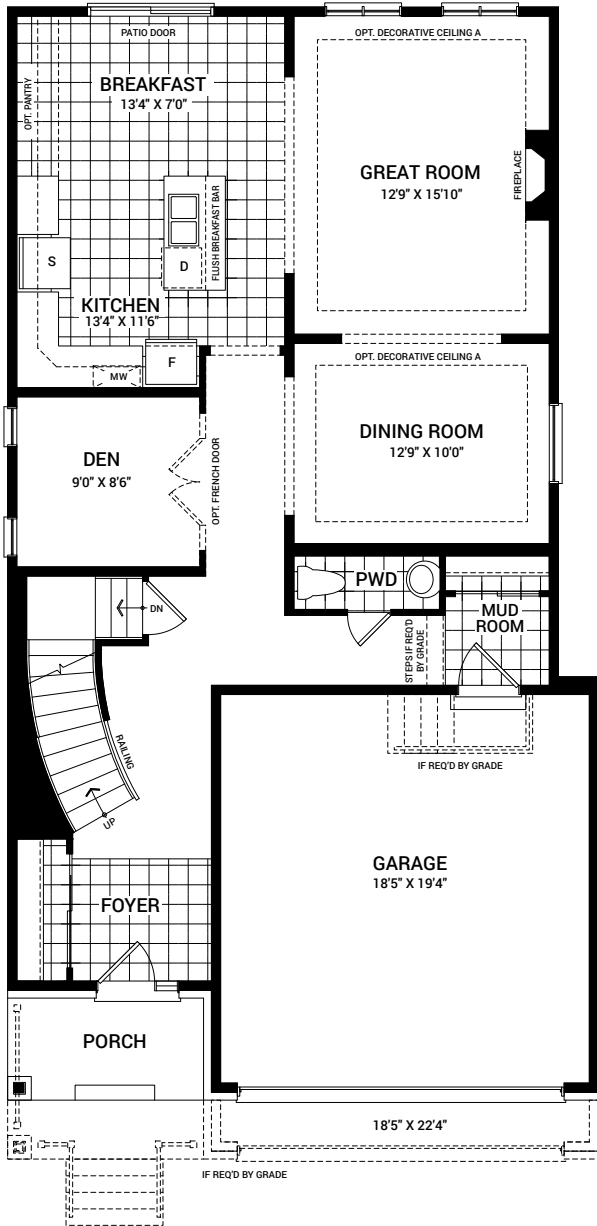 PATIO DOOR
OPT. DECORATIVE CEILING A
BREAKFAST
13'4" X 7'0"
OPT. PANTRY
GREAT ROOM
12'9" X 15'10"
FIREPLACE
FLUSH BREAKFAST BAR
S
D
KITCHEN
13'4" X 11'6"
F
MW
OPT. DECORATIVE CEILING A
DINING ROOM
12'9" X 10'0"
DEN
9'0" X 8'6"
OPT. FRENCH DOOR
PWD
DN
MUD
ROOM
STEPS IF REQ'D
BY GRADE
RAILING
UP
IF REQ'D BY GRADE
GARAGE
18'5" X 19'4"
FOYER
PORCH
18'5" X 22'4"
IF REQ'D BY GRADE